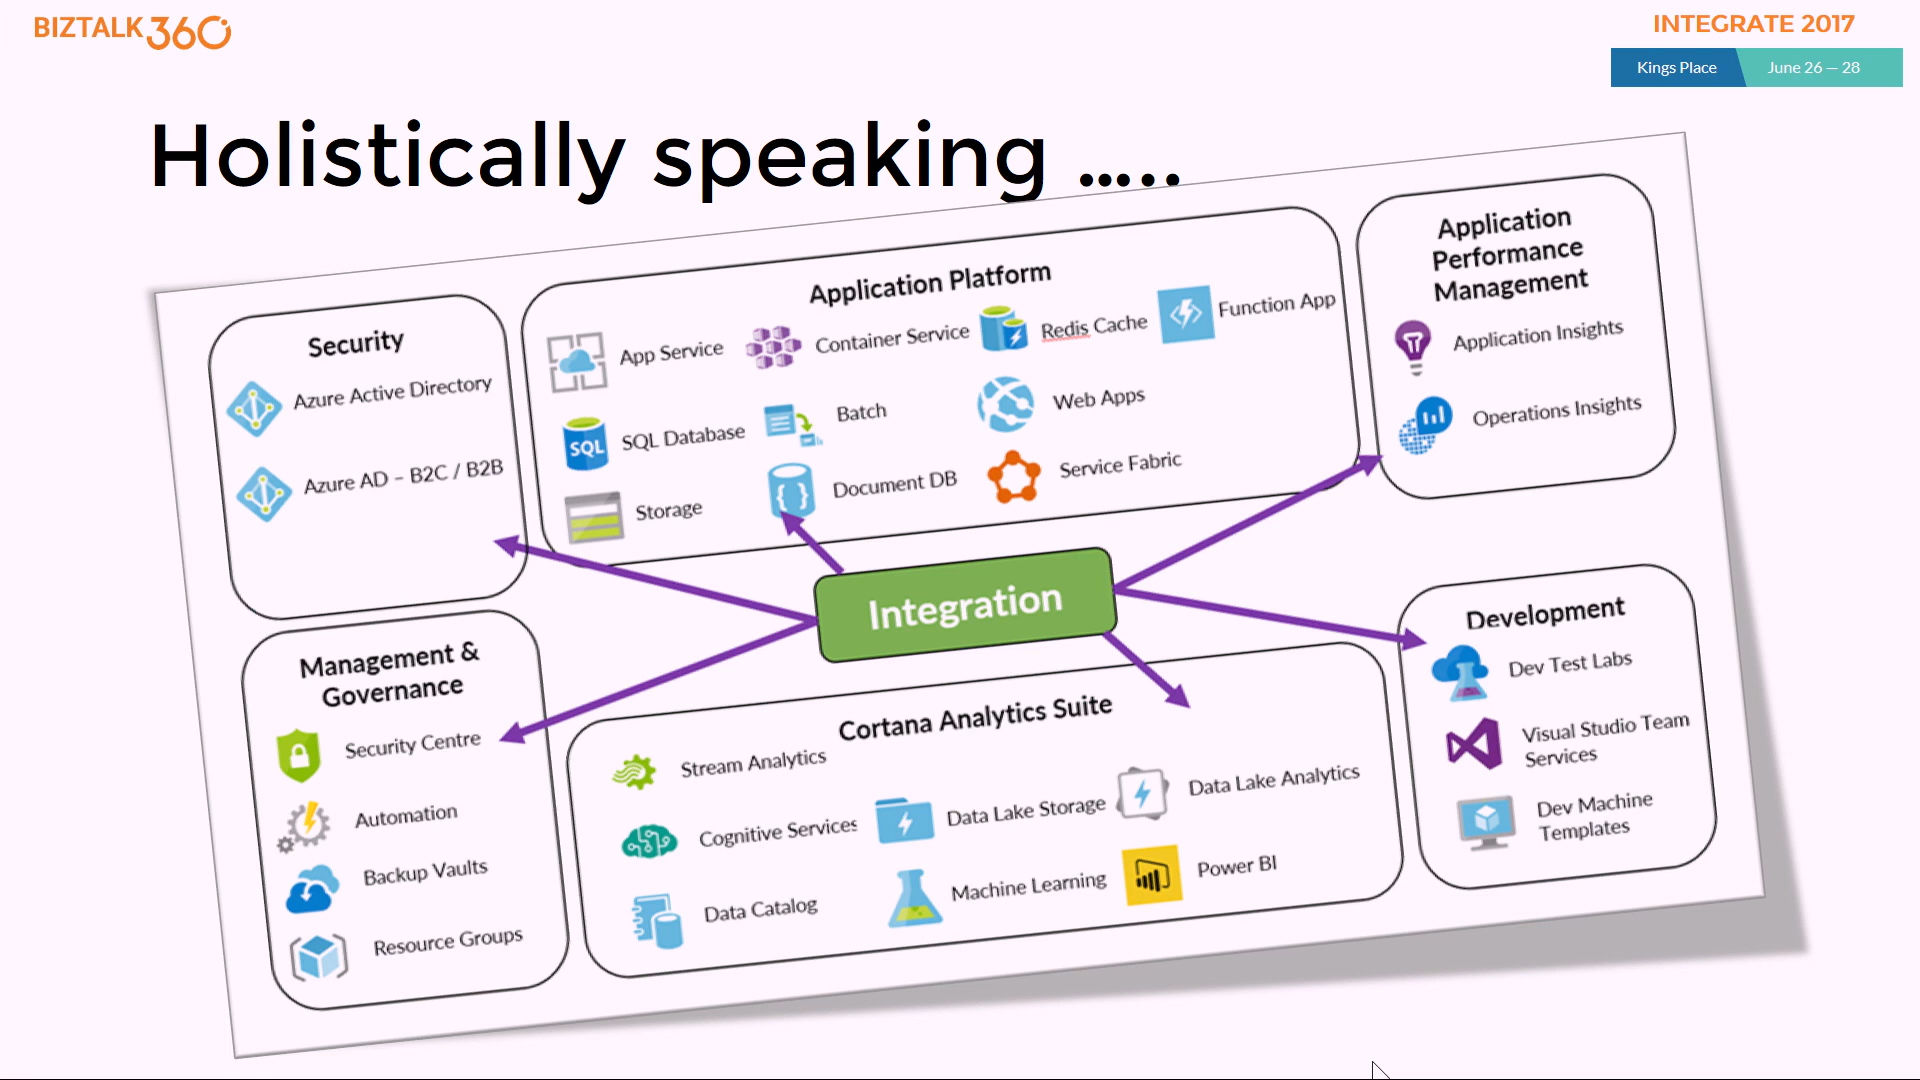 BIZTALK360
INTEGRATE 2017
Kings Place
June 26 — 28
Holistically speaking .....
Security
Azure Active Directory
Azure AD – B2C / B2B
Application Platform
App Service
Container Service
Redis Cache
Function App
SQL
SQL Database
Batch
Web Apps
Storage
Document DB
Service Fabric
Application
Performance
Management
Application Insights
Operations Insights
Integration
Management &
Governance
Security Centre
Automation
Backup Vaults
Resource Groups
Cortana Analytics Suite
Stream Analytics
Cognitive Services
Data Lake Storage
Data Lake Analytics
Data Catalog
Machine Learning
Power BI
Development
Dev Test Labs
Visual Studio Team
Services
Dev Machine
Templates